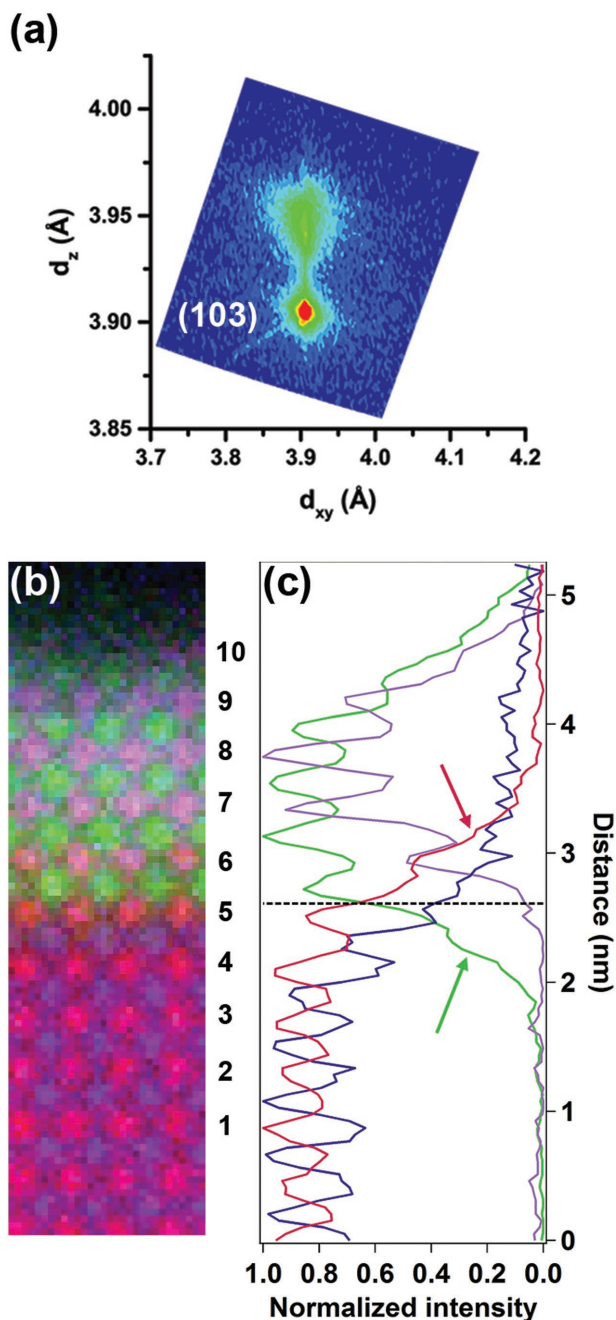 (a)
4.00
3.95
3.90
3.85
d_z (Å)
(103)
3.7 3.8 3.9 4.0 4.1 4.2
d_xy (Å)
(b)
10
9
8
7
6
5
4
3
2
1
(c)
5
4
3
2
1
0
Distance (nm)
1.0 0.8 0.6 0.4 0.2 0.0
Normalized intensity